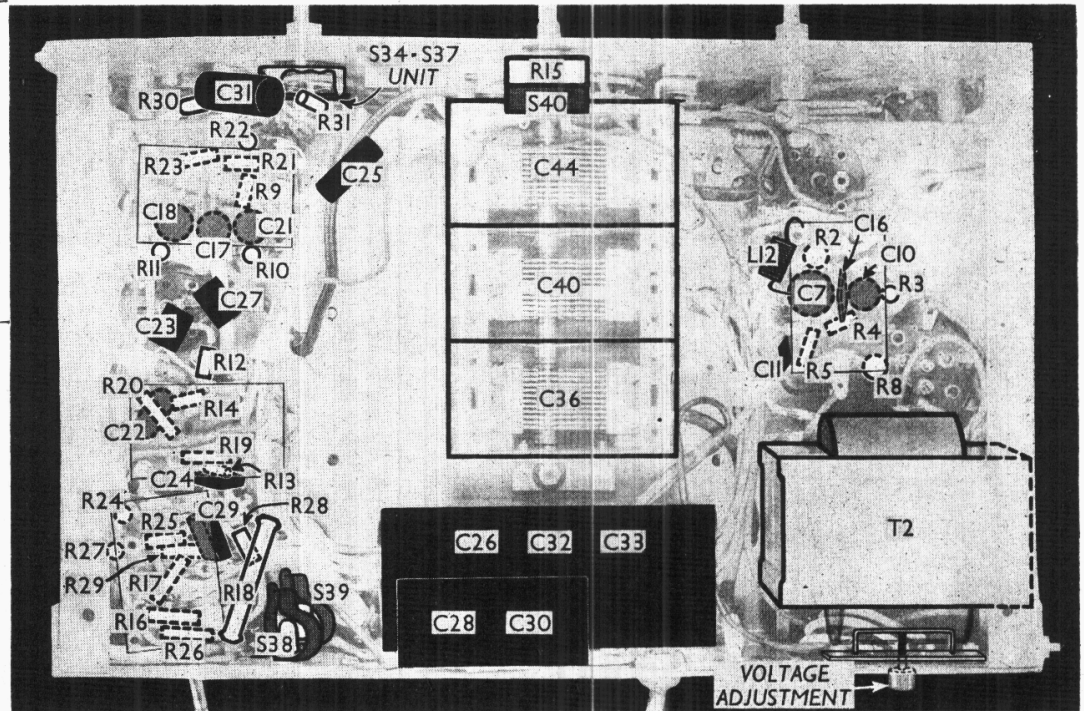 S34-S37
UNIT
R15
S40
R30
C31
R31
R22
R23
R21
R9
C25
C44
C18
C17
C21
R11
R10
C27
C23
R12
L12
R2
C16
C10
C7
R3
R4
C11
R5
R8
C40
C36
R20
R14
C22
R19
C24
R13
R24
C29
R28
R25
R27
R29
R17
R18
S39
R16
R26
S38
C26
C32
C33
C28
C30
T2
VOLTAGE
ADJUSTMENT